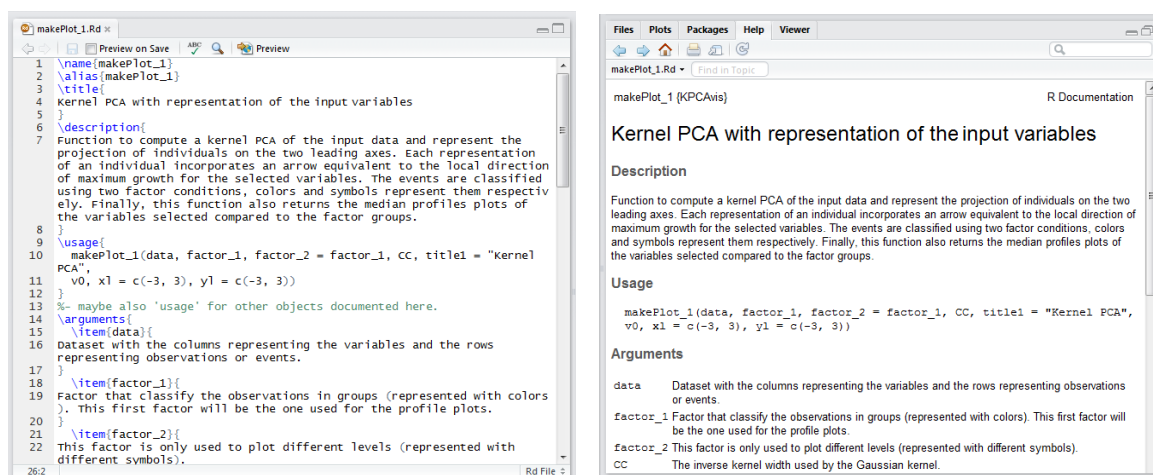 makePlot_1.Rd
Preview on Save ABC Preview
1 \name{makePlot_1}
2 \alias{makePlot_1}
3 \title{
4 Kernel PCA with representation of the input variables
5 }
6 \description{
7 Function to compute a kernel PCA of the input data and represent the
projection of individuals on the two leading axes. Each representation
of an individual incorporates an arrow equivalent to the local direction
of maximum growth for the selected variables. The events are classified
using two factor conditions, colors and symbols represent them respectiv
ely. Finally, this function also returns the median profiles plots of
the variables selected compared to the factor groups.
8 }
9 \usage{
10 makePlot_1(data, factor_1, factor_2 = factor_1, CC, title1 = "Kernel
PCA",
11 v0, xl = c(-3, 3), yl = c(-3, 3))
12 }
13 %- maybe also 'usage' for other objects documented here.
14 \arguments{
15 \item{data}{
16 Dataset with the columns representing the variables and the rows
representing observations or events.
17 }
18 \item{factor_1}{
19 Factor that classify the observations in groups (represented with colors
). This first factor will be the one used for the profile plots.
20 }
21 \item{factor_2}{
22 This factor is only used to plot different levels (represented with
different symbols).
26:2 Rd File
Files Plots Packages Help Viewer
makePlot_1.Rd Find in Topic
makePlot_1 {KPCAvis} R Documentation
Kernel PCA with representation of the input variables
Description
Function to compute a kernel PCA of the input data and represent the projection of individuals on the two
leading axes. Each representation of an individual incorporates an arrow equivalent to the local direction of
maximum growth for the selected variables. The events are classified using two factor conditions, colors
and symbols represent them respectively. Finally, this function also returns the median profiles plots of
the variables selected compared to the factor groups.
Usage
makePlot_1(data, factor_1, factor_2 = factor_1, CC, title1 = "Kernel PCA",
v0, xl = c(-3, 3), yl = c(-3, 3))
Arguments
data Dataset with the columns representing the variables and the rows representing observations
or events.
factor_1 Factor that classify the observations in groups (represented with colors). This first factor will
be the one used for the profile plots.
factor_2 This factor is only used to plot different levels (represented with different symbols).
CC The inverse kernel width used by the Gaussian kernel.